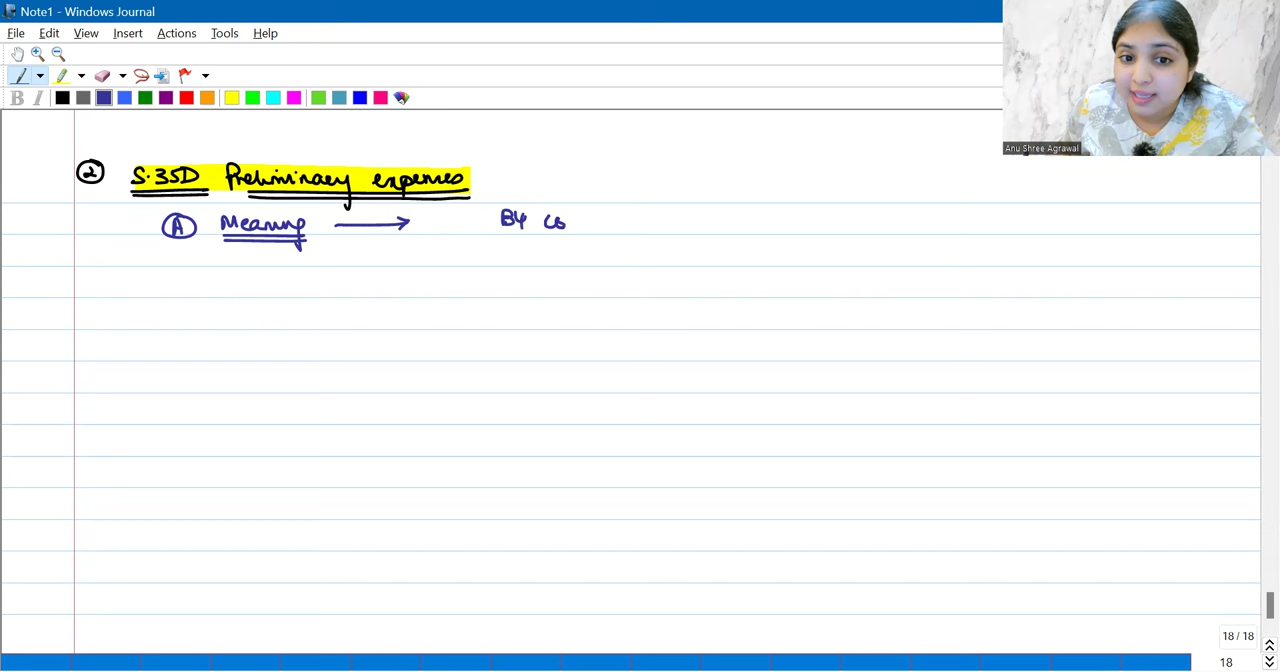 Note1 - Windows Journal
File Edit View Insert Actions Tools Help
B I
Anu Shree Agrawal
② S.35D Preliminary expenses
Ⓐ Meaning → By co
18 / 18
18